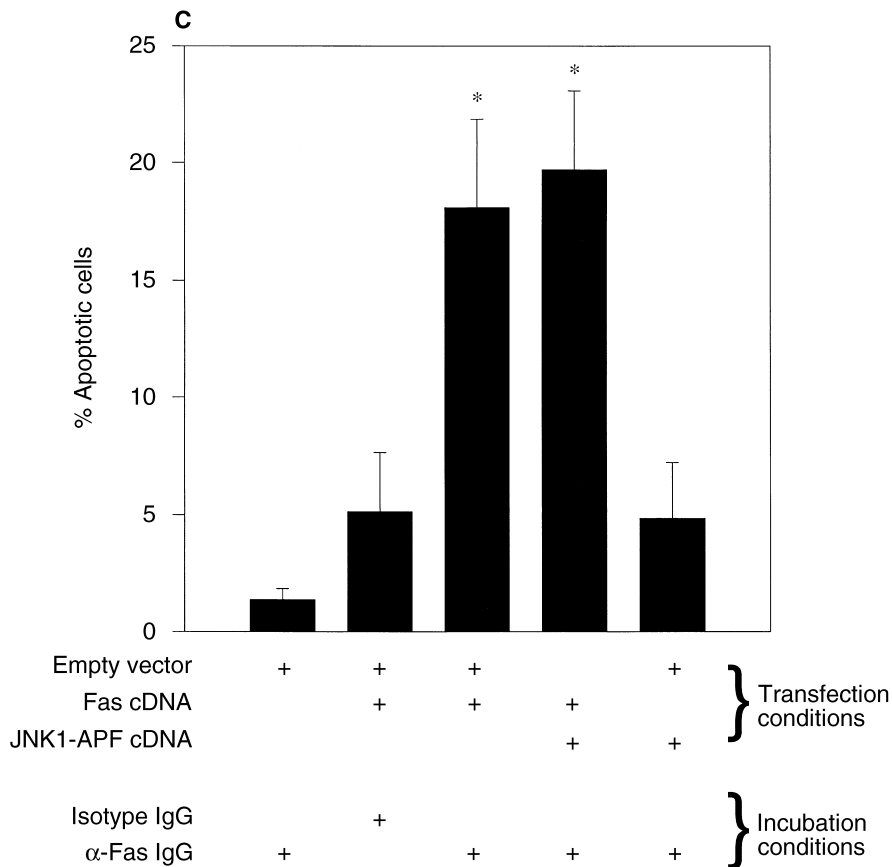 C
25
20
15
10
5
0
% Apoptotic cells
*
*
Empty vector + + + +
Fas cDNA + + +
JNK1-APF cDNA + +
Transfection
conditions
Isotype IgG +
α-Fas IgG + + + +
Incubation
conditions